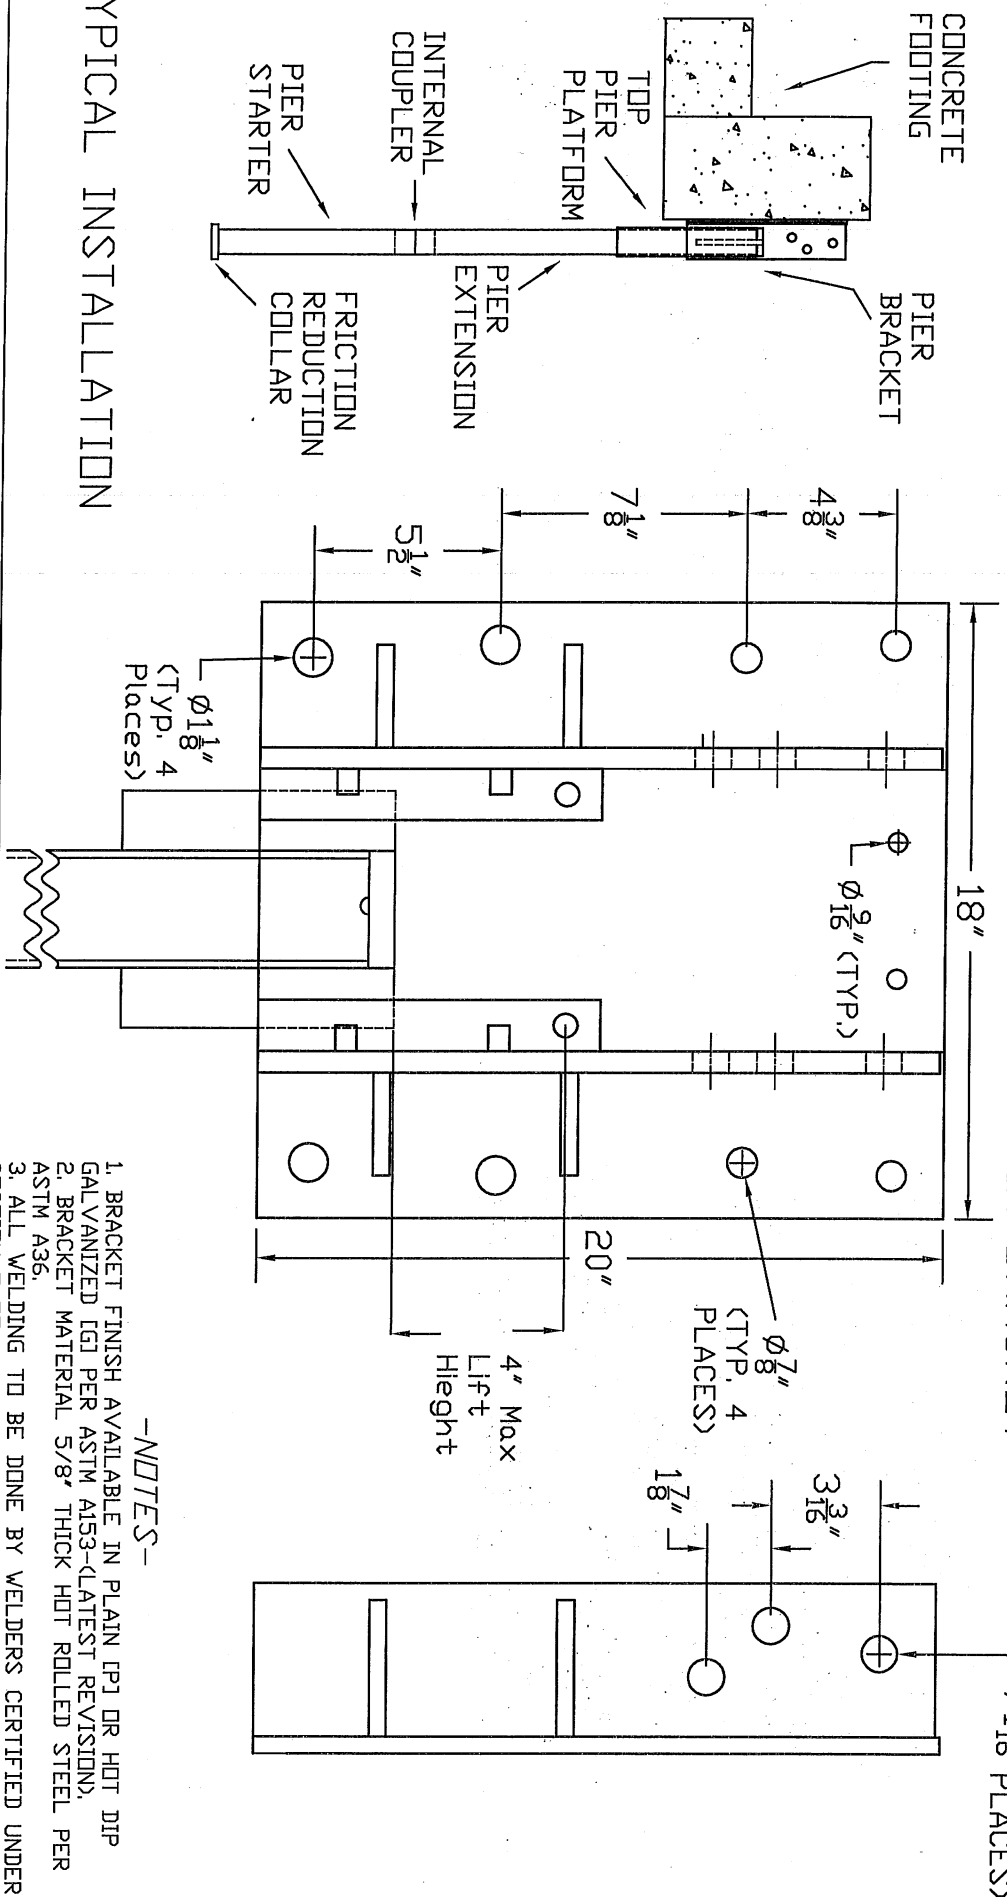 CONCRETE
FOOTING
TOP
PIER
PLATFORM
INTERNAL
COUPLER
PIER
STARTER
PIER
BRACKET
PIER
EXTENSION
FRICTION
REDUCTION
COLLAR
YPICAL INSTALLATION
18"
4 3/8"
7 1/8"
5 1/2"
Ø1 1/8"
(Typ. 4
Places)
Ø 9/16" (TYP.)
20"
Ø 7/8"
(TYP. 4
PLACES)
4" Max
Lift
Hieght
PLACES)
3 3/16"
1 7/8"
-NOTES-
1. BRACKET FINISH AVAILABLE IN PLAIN [P] OR HOT DIP
GALVANIZED [G] PER ASTM A153-(LATEST REVISION).
2. BRACKET MATERIAL 5/8" THICK HOT ROLLED STEEL PER
ASTM A36.
3. ALL WELDING TO BE DONE BY WELDERS CERTIFIED UNDER